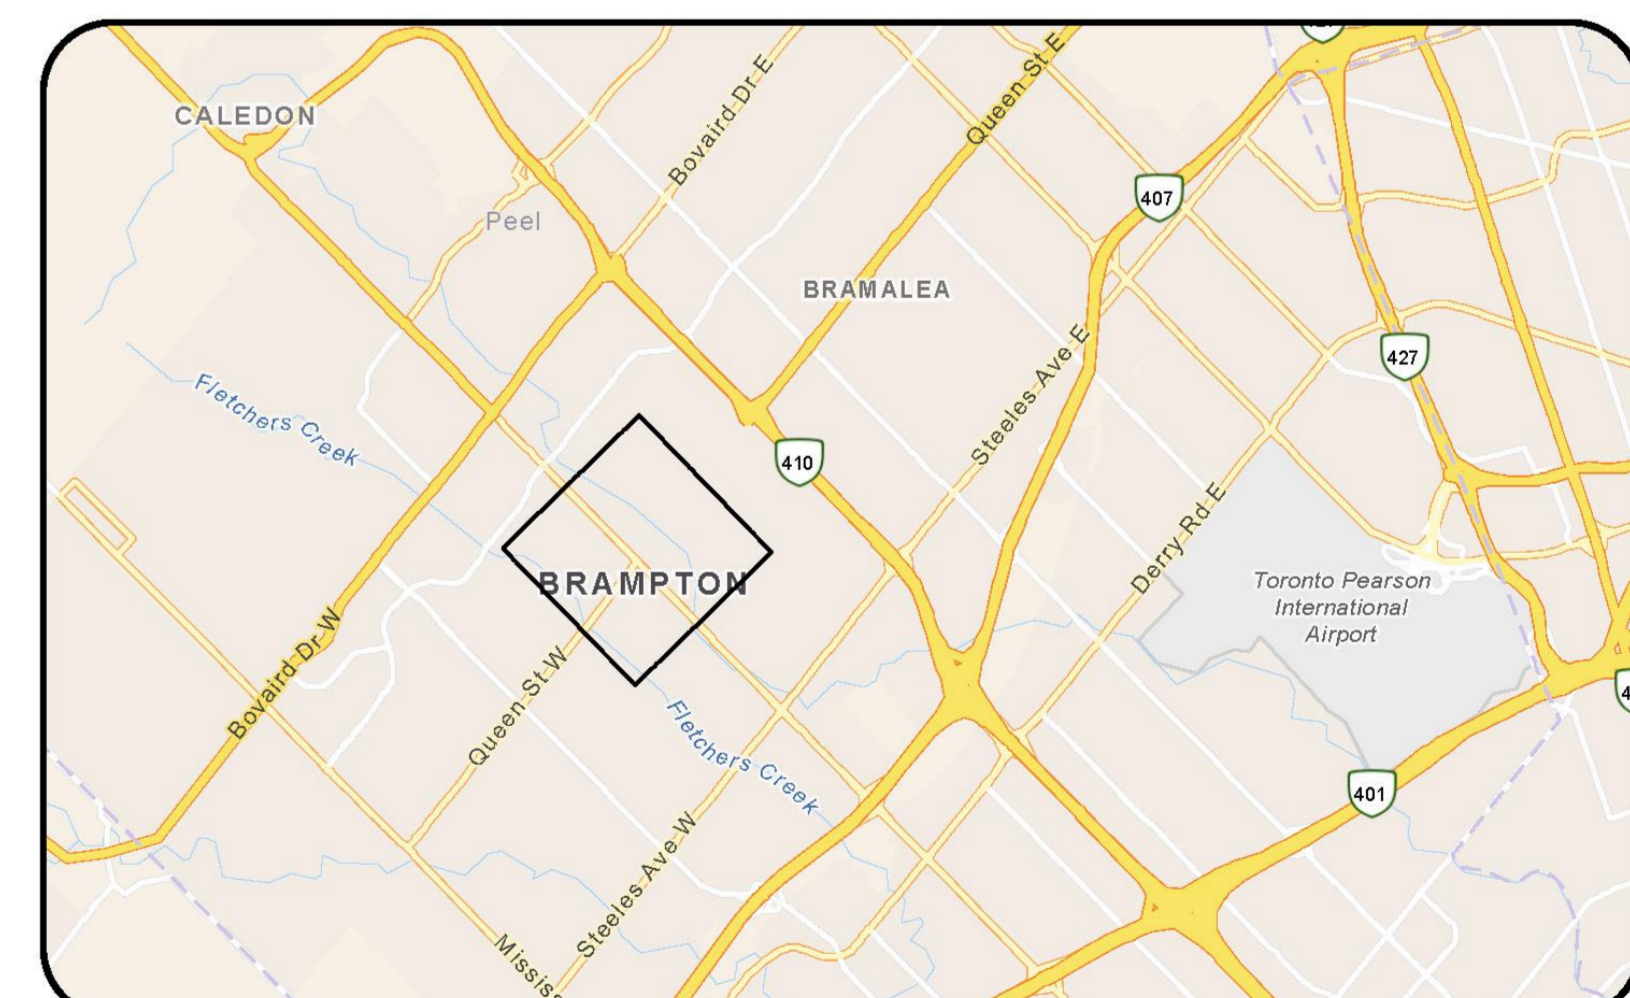 CALEDON
Bovaird Dr E
Queen St E
407
Peel
BRAMALEA
427
Steeles Ave E
Fletchers Creek
410
Derry Rd E
BRAMPTON
Toronto Pearson
International
Airport
Bovaird Dr W
Queen St W
Fletchers Creek
401
Steeles Ave W
Mississ